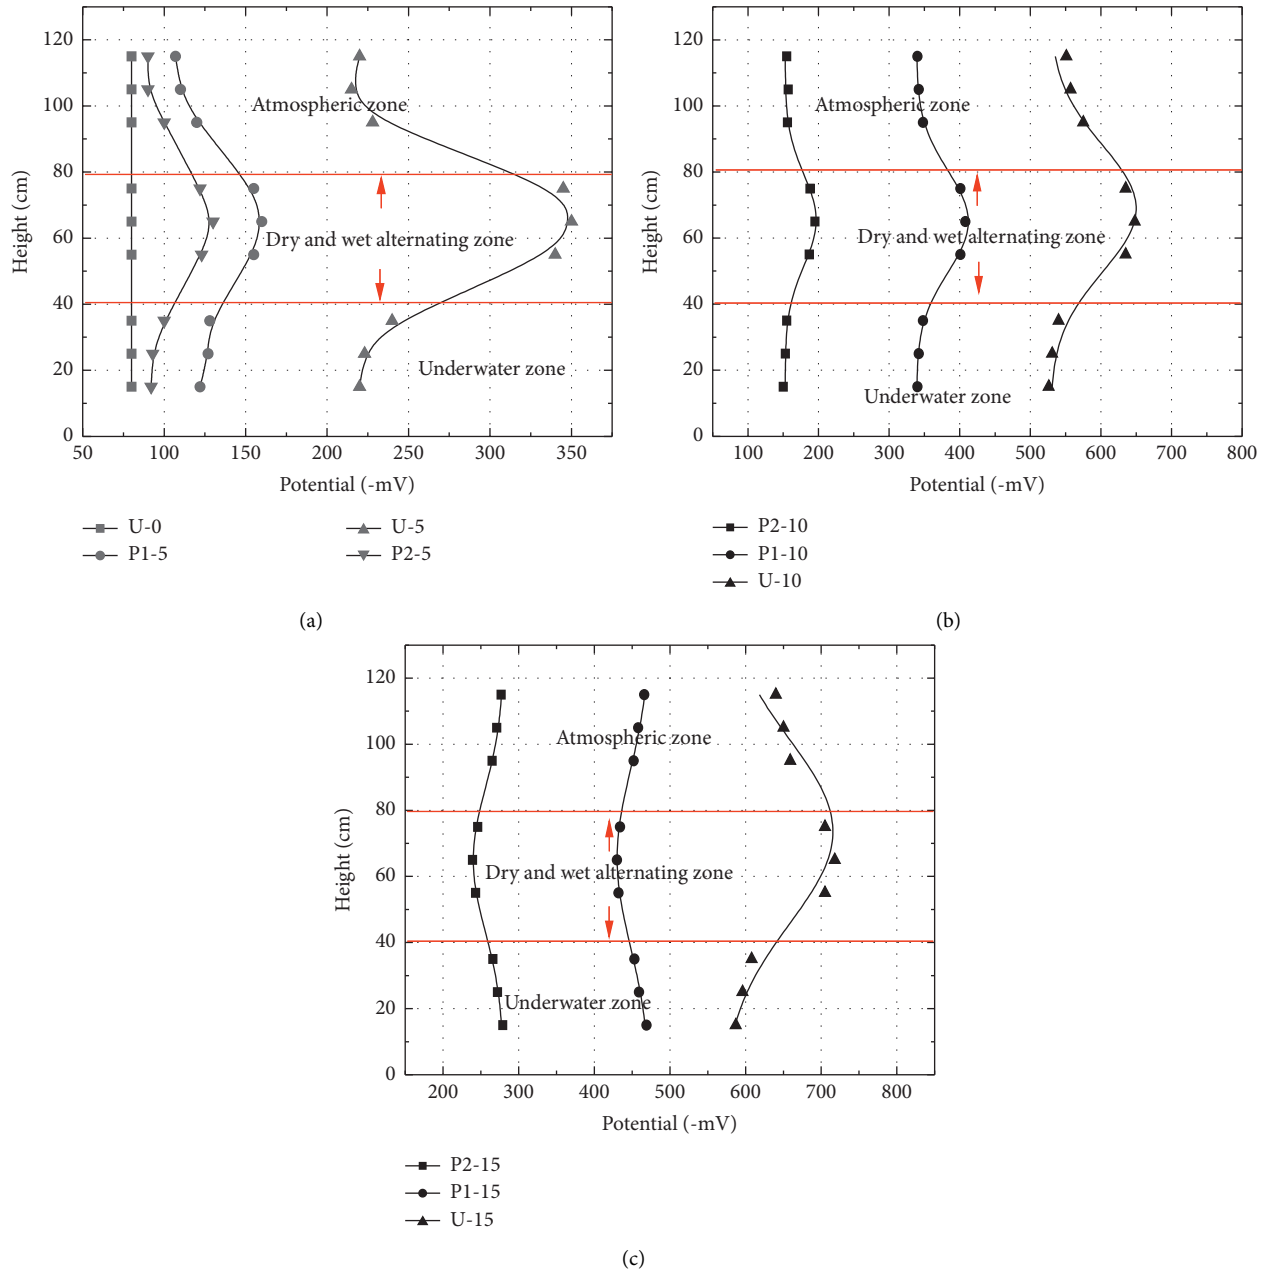 120
100
80
60
40
20
0
Height (cm)
Atmospheric zone
Dry and wet alternating zone
Underwater zone
50 100 150 200 250 300 350
Potential (-mV)
U-0 U-5
P1-5 P2-5
(a)
120
100
80
60
40
20
0
Height (cm)
Atmospheric zone
Dry and wet alternating zone
Underwater zone
100 200 300 400 500 600 700 800
Potential (-mV)
P2-10
P1-10
U-10
(b)
120
100
80
60
40
20
0
Height (cm)
Atmospheric zone
Dry and wet alternating zone
Underwater zone
200 300 400 500 600 700 800
Potential (-mV)
P2-15
P1-15
U-15
(c)